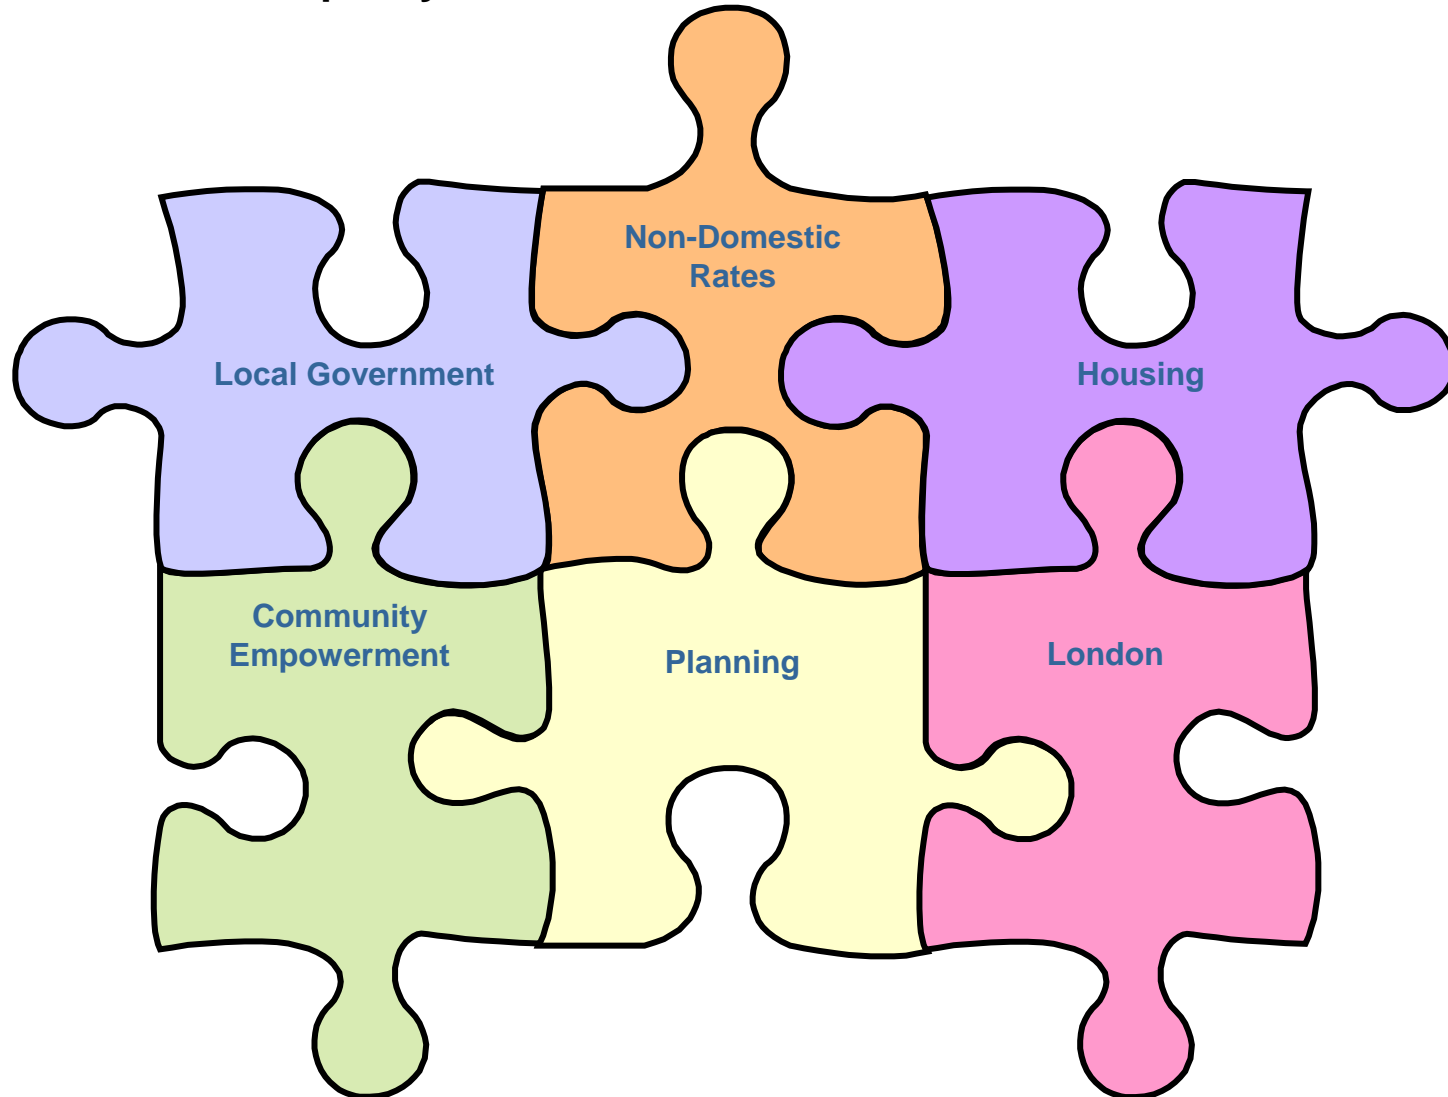 Non-Domestic
Rates
Local Government
Housing
Community
Empowerment
Planning
London